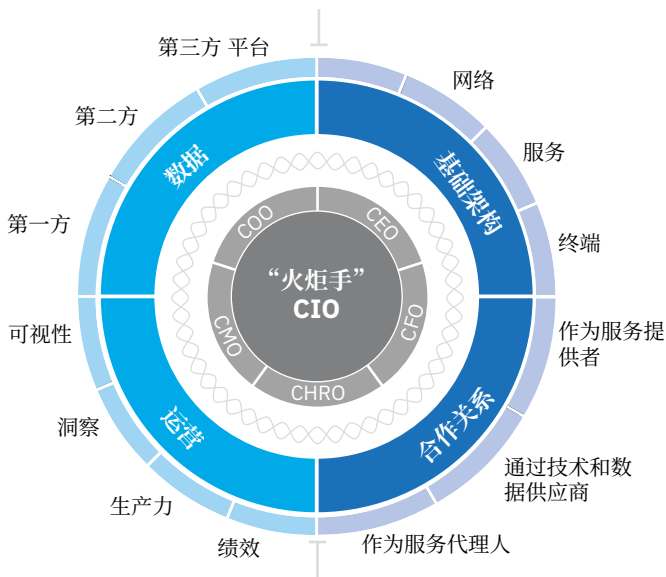 第三方 平台
网络
第二方
服务
数据
基础架构
第一方
终端
COO
CEO
“火炬手”
CIO
CMO
CFO
CHRO
可视性
作为服务提
供者
洞察
运营
合作关系
通过技术和数
据供应商
生产力
绩效
作为服务代理人